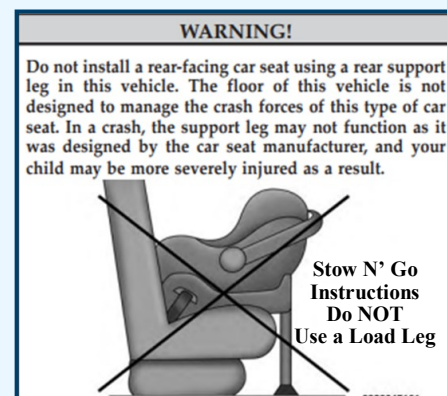 WARNING!
Do not install a rear-facing car seat using a rear support
leg in this vehicle. The floor of this vehicle is not
designed to manage the crash forces of this type of car
seat. In a crash, the support leg may not function as it
was designed by the car seat manufacturer, and your
child may be more severely injured as a result.
Stow N’ Go
Instructions
Do NOT
Use a Load Leg